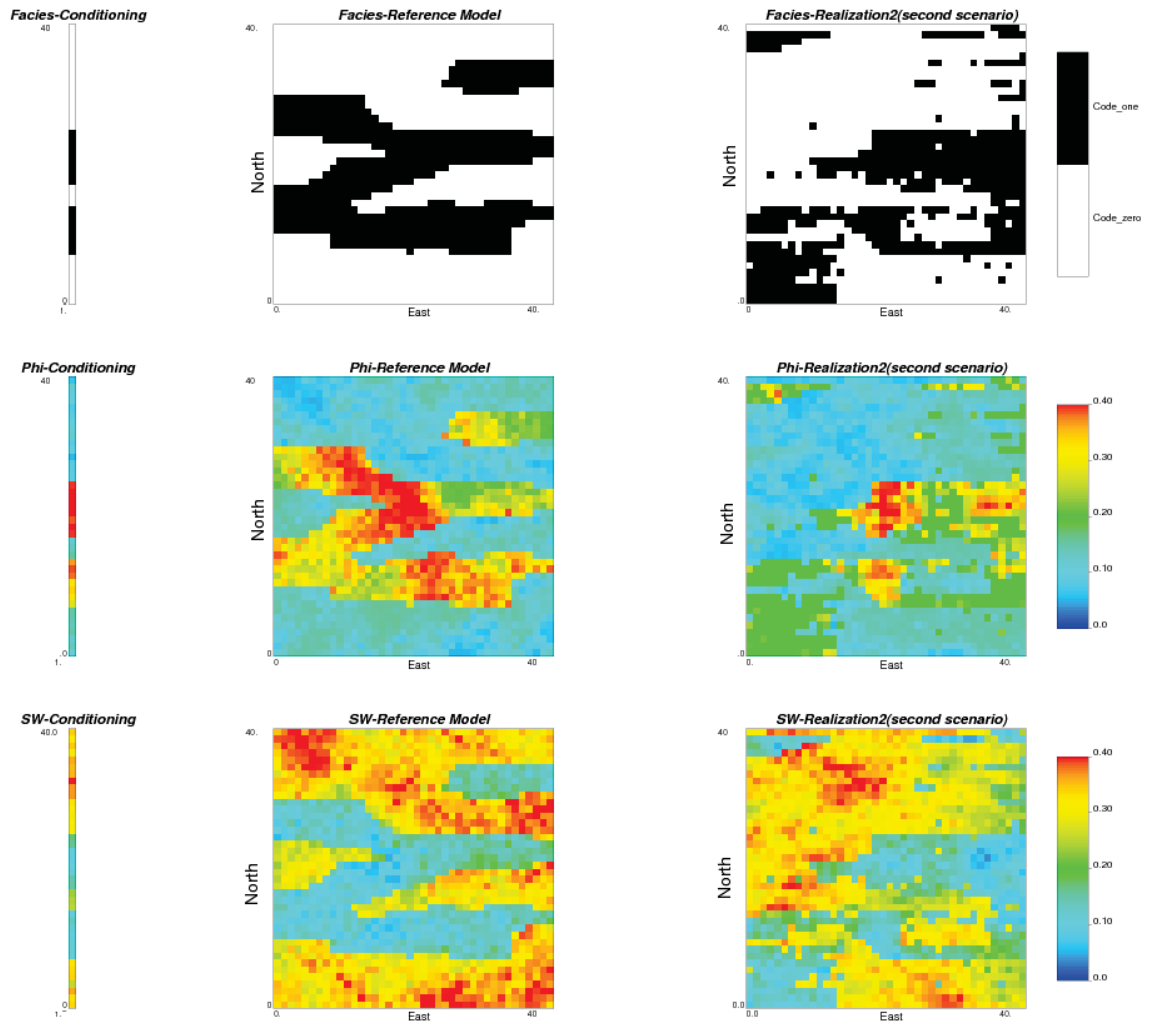 Facies-Conditioning
Facies-Reference Model
Facies-Realization2(second scenario)
40
40.
40.
North
North
Code_one
Code_zero
0
0
.0
1.
0.
East
40.
0.
East
40.
Phi-Conditioning
Phi-Reference Model
Phi-Realization2(second scenario)
40
40
40.
North
North
0.40
0.30
0.20
0.10
0.0
.0
0
.0
1.
0.
East
40
0.
East
40.
SW-Conditioning
SW-Reference Model
SW-Realization2(second scenario)
40.0
40.
40
North
North
0.40
0.30
0.20
0.10
0.0
0
0
0.0
1.
0.
East
40.
0.0
East
40.